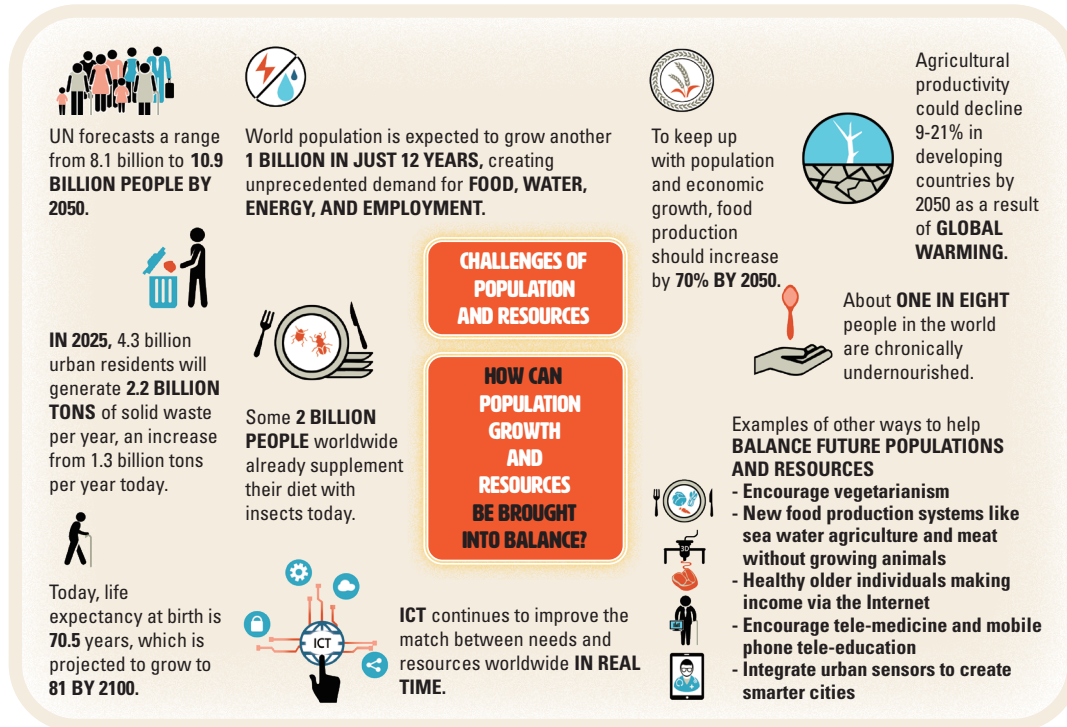 UN forecasts a range
from 8.1 billion to 10.9
BILLION PEOPLE BY
2050.
World population is expected to grow another
1 BILLION IN JUST 12 YEARS, creating
unprecedented demand for FOOD, WATER,
ENERGY, AND EMPLOYMENT.
To keep up
with population
and economic
growth, food
production
should increase
by 70% BY 2050.
Agricultural
productivity
could decline
9-21% in
developing
countries by
2050 as a result
of GLOBAL
WARMING.
CHALLENGES OF
POPULATION
AND RESOURCES
HOW CAN
POPULATION
GROWTH
AND
RESOURCES
BE BROUGHT
INTO BALANCE?
About ONE IN EIGHT
people in the world
are chronically
undernourished.
IN 2025, 4.3 billion
urban residents will
generate 2.2 BILLION
TONS of solid waste
per year, an increase
from 1.3 billion tons
per year today.
Some 2 BILLION
PEOPLE worldwide
already supplement
their diet with
insects today.
Examples of other ways to help
BALANCE FUTURE POPULATIONS
AND RESOURCES
- Encourage vegetarianism
- New food production systems like
sea water agriculture and meat
without growing animals
- Healthy older individuals making
income via the Internet
- Encourage tele-medicine and mobile
phone tele-education
- Integrate urban sensors to create
smarter cities
3D
Today, life
expectancy at birth is
70.5 years, which is
projected to grow to
81 BY 2100.
ICT
ICT continues to improve the
match between needs and
resources worldwide IN REAL
TIME.